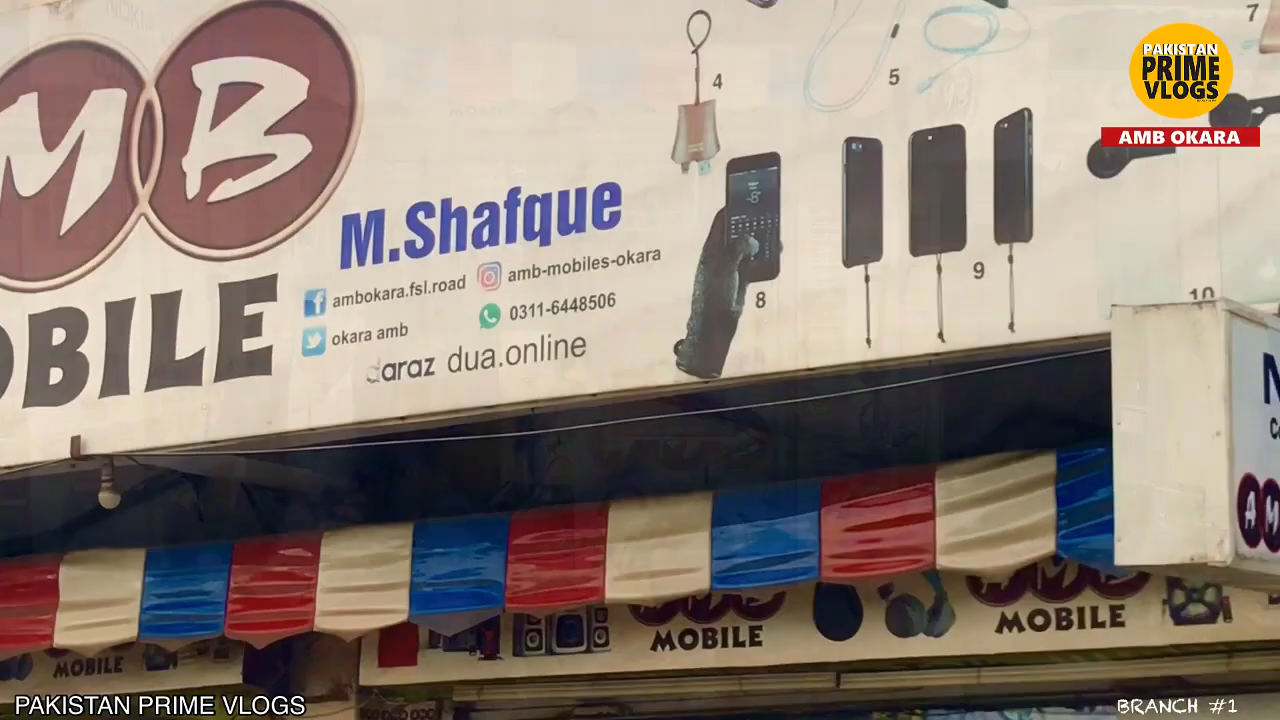 PAKISTAN
PRIME
VLOGS
AMB OKARA
7
4
5
MB
M.Shafque
OBILE
ambokara.fsl.road
amb-mobiles-okara
okara amb
0311-6448506
daraz dua.online
8
9
10
AM
MOBILE
MOBILE
MOBILE
PAKISTAN PRIME VLOGS
BRANCH #1